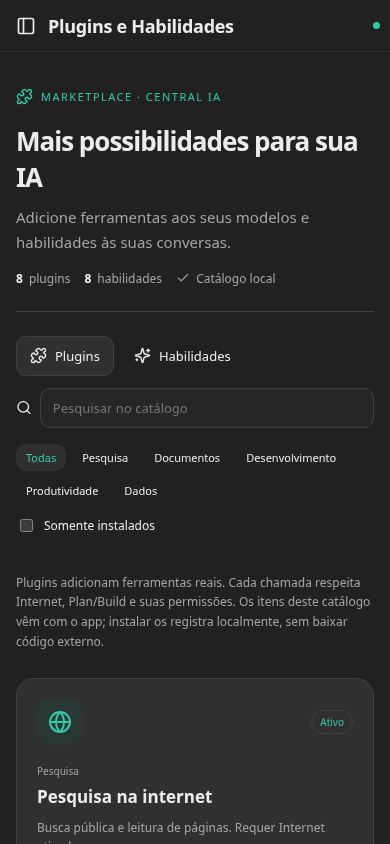 Plugins e Habilidades
MARKETPLACE · CENTRAL IA
Mais possibilidades para sua
IA
Adicione ferramentas aos seus modelos e
habilidades às suas conversas.
8 plugins 8 habilidades Catálogo local
Plugins Habilidades
Pesquisar no catálogo
Todas Pesquisa Documentos Desenvolvimento
Produtividade Dados
Somente instalados
Plugins adicionam ferramentas reais. Cada chamada respeita
Internet, Plan/Build e suas permissões. Os itens deste catálogo
vêm com o app; instalar os registra localmente, sem baixar
código externo.
Ativo
Pesquisa
Pesquisa na internet
Busca pública e leitura de páginas. Requer Internet